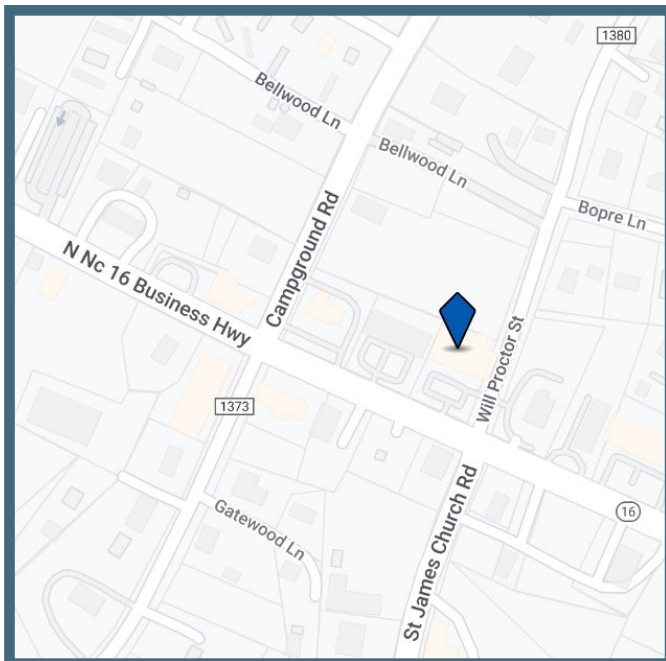 1380
Bellwood Ln
Bellwood Ln
Bopre Ln
Campground Rd
N Nc 16 Business Hwy
Will Proctor St
1373
St James Church Rd
16
Gatewood Ln